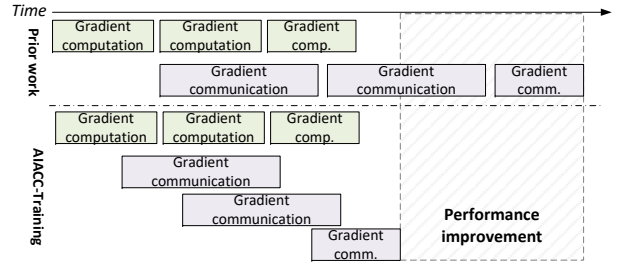 Time
Prior work
Gradient
computation
Gradient
computation
Gradient
comp.
Gradient
communication
Gradient
communication
Gradient
comm.
AIACC-Training
Gradient
computation
Gradient
computation
Gradient
comp.
Gradient
communication
Gradient
communication
Gradient
comm.
Performance
improvement